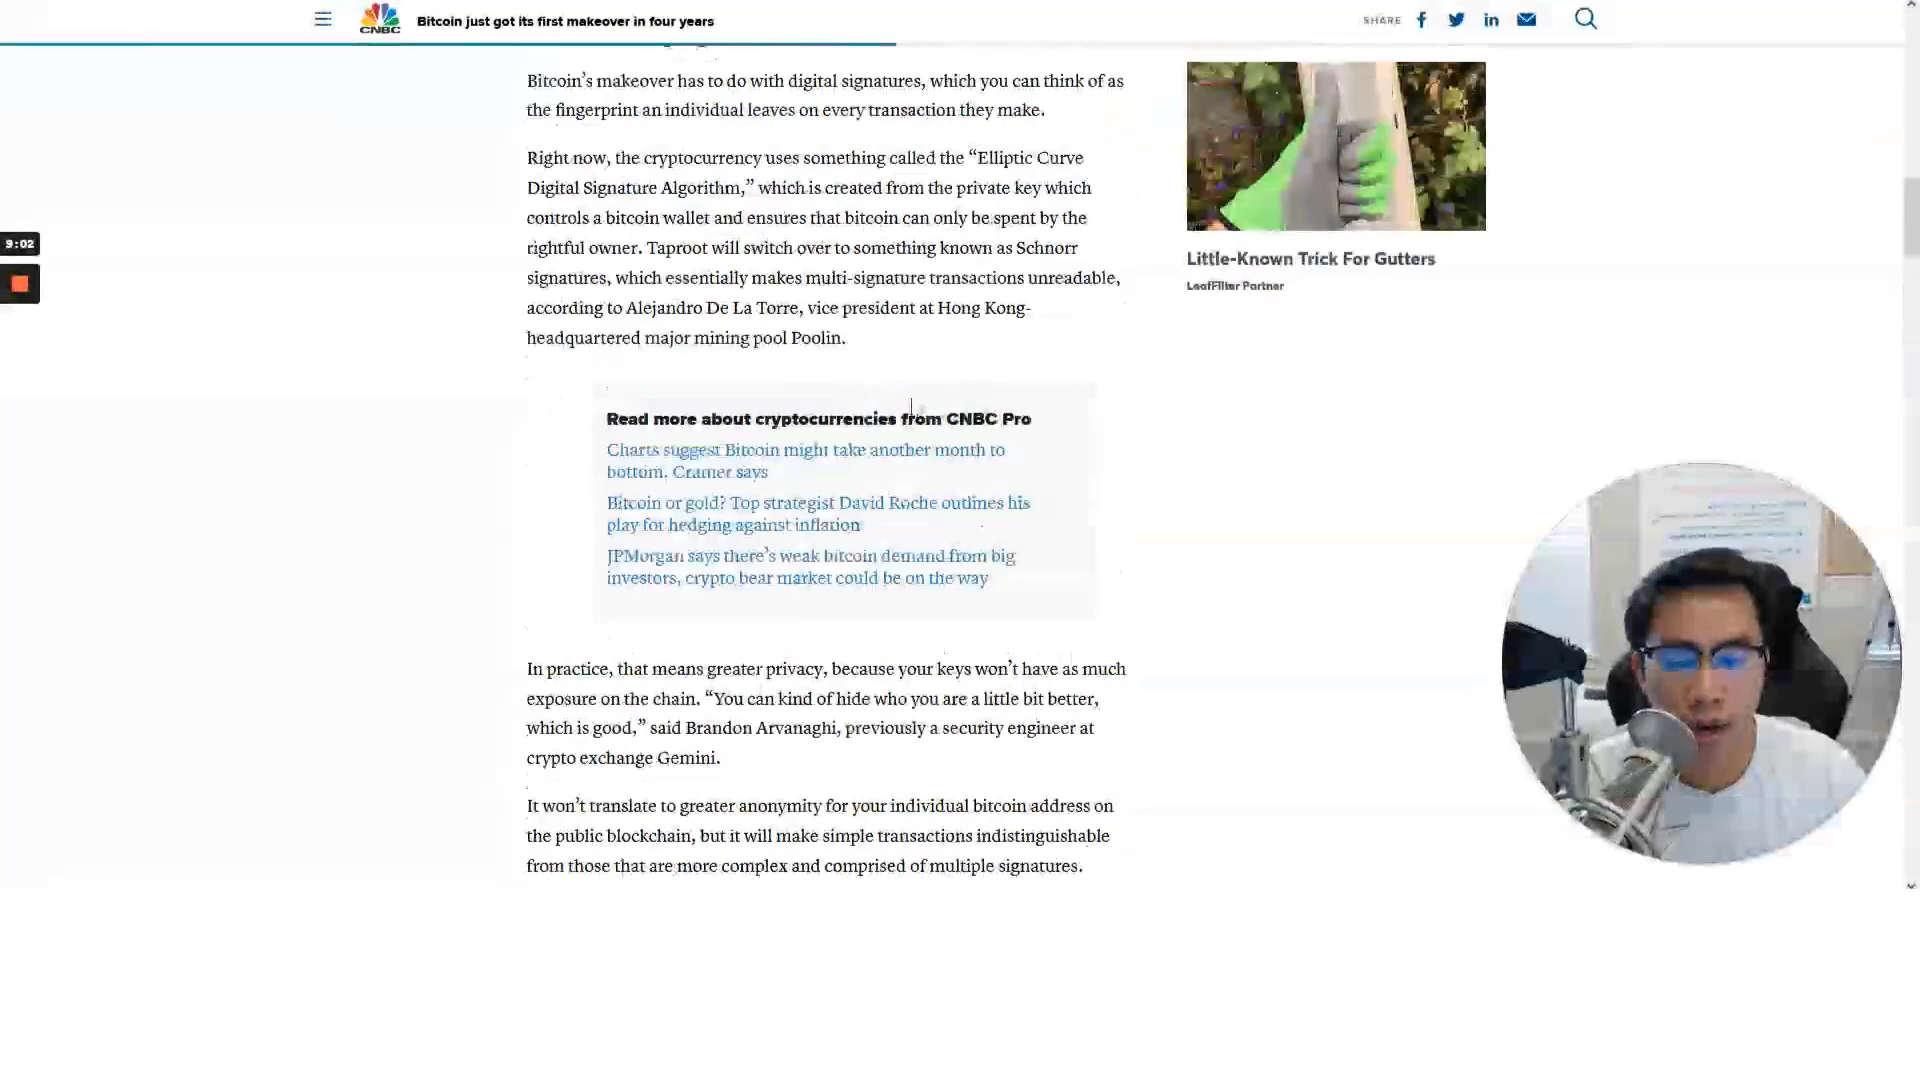 CNBC
Bitcoin just got its first makeover in four years
SHARE
Bitcoin’s makeover has to do with digital signatures, which you can think of as
the fingerprint an individual leaves on every transaction they make.
Right now, the cryptocurrency uses something called the “Elliptic Curve
Digital Signature Algorithm,” which is created from the private key which
controls a bitcoin wallet and ensures that bitcoin can only be spent by the
rightful owner. Taproot will switch over to something known as Schnorr
signatures, which essentially makes multi-signature transactions unreadable,
according to Alejandro De La Torre, vice president at Hong Kong-
headquartered major mining pool Poolin.
9:02
Little-Known Trick For Gutters
LeafFilter Partner
Read more about cryptocurrencies from CNBC Pro
Charts suggest Bitcoin might take another month to
bottom, Cramer says
Bitcoin or gold? Top strategist David Roche outlines his
play for hedging against inflation
JPMorgan says there’s weak bitcoin demand from big
investors, crypto bear market could be on the way
In practice, that means greater privacy, because your keys won’t have as much
exposure on the chain. “You can kind of hide who you are a little bit better,
which is good,” said Brandon Arvanaghi, previously a security engineer at
crypto exchange Gemini.
It won’t translate to greater anonymity for your individual bitcoin address on
the public blockchain, but it will make simple transactions indistinguishable
from those that are more complex and comprised of multiple signatures.